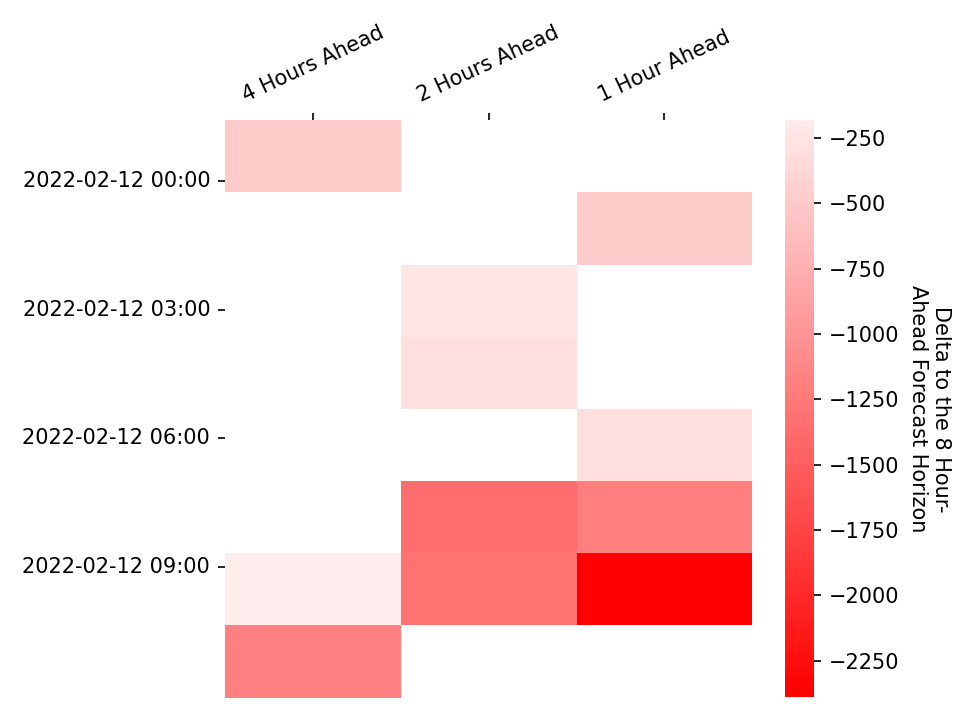 4 Hours Ahead
2 Hours Ahead
1 Hour Ahead
2022-02-12 00:00
2022-02-12 03:00
2022-02-12 06:00
2022-02-12 09:00
−250
−500
−750
−1000
−1250
−1500
−1750
−2000
−2250
Delta to the 8 Hour-
Ahead Forecast Horizon